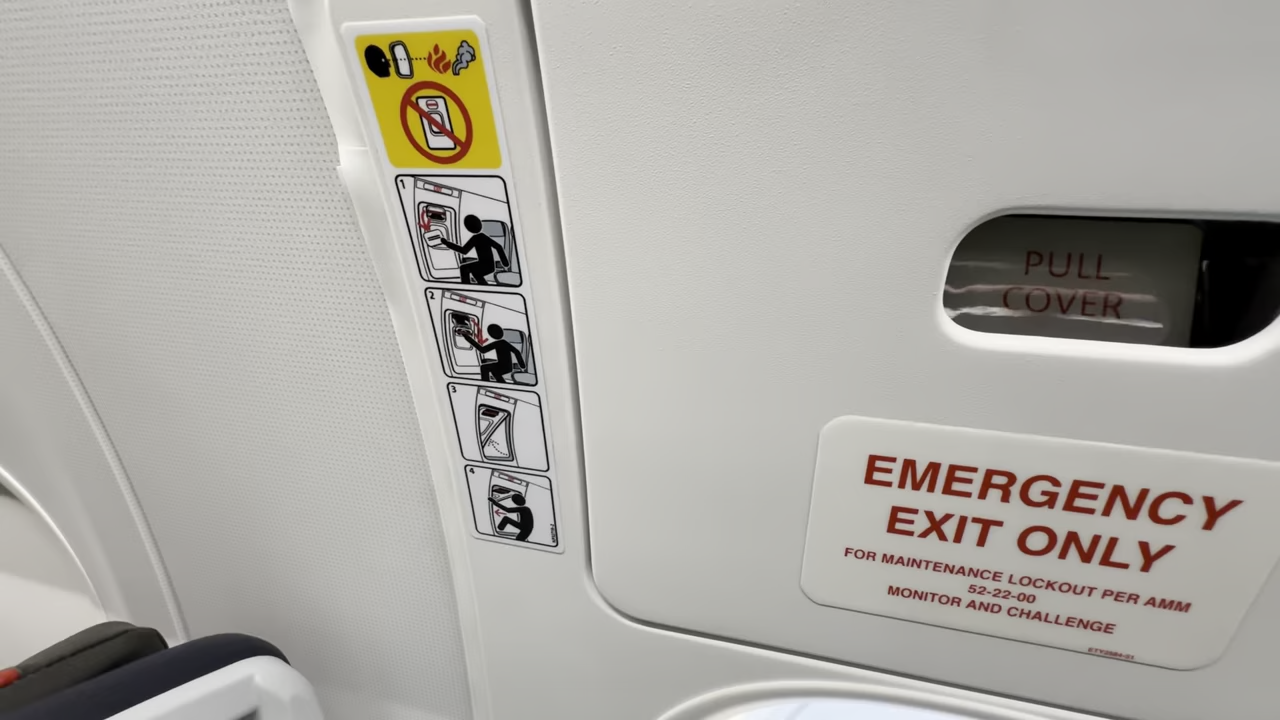 1
2
3
4
PULL
COVER
EMERGENCY
EXIT ONLY
FOR MAINTENANCE LOCKOUT PER AMM
52-22-00
MONITOR AND CHALLENGE